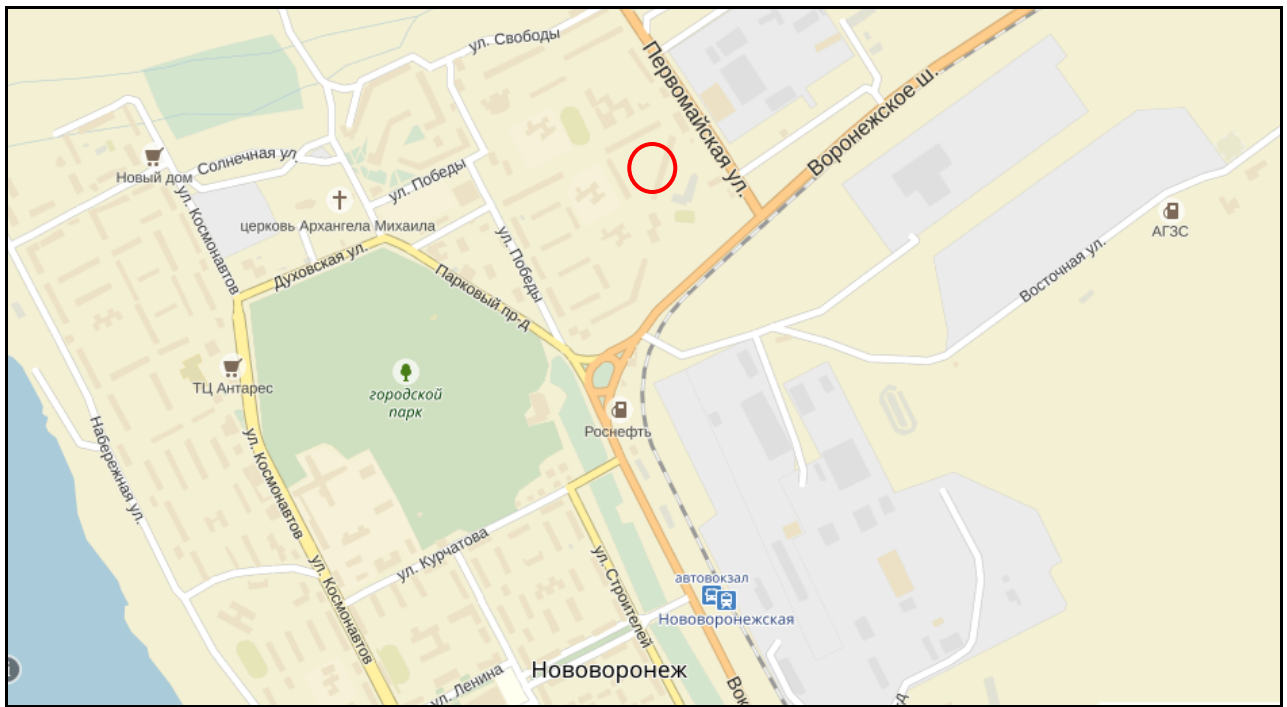 ул. Свободы
Первомайская ул.
Воронежское ш.
Новый дом
Солнечная ул.
ул. Победы
церковь Архангела Михаила
ул. Космонавтов
АГЗС
Духовская ул.
ул. Победы
Восточная ул.
Парковый пр-д
ТЦ Антарес
городской
парк
Роснефть
Набережная ул.
ул. Космонавтов
ул. Курчатова
ул. Строителей
ул. Космонавтов
автовокзал
Нововоронежская
Нововоронеж
ул. Ленина
Вок